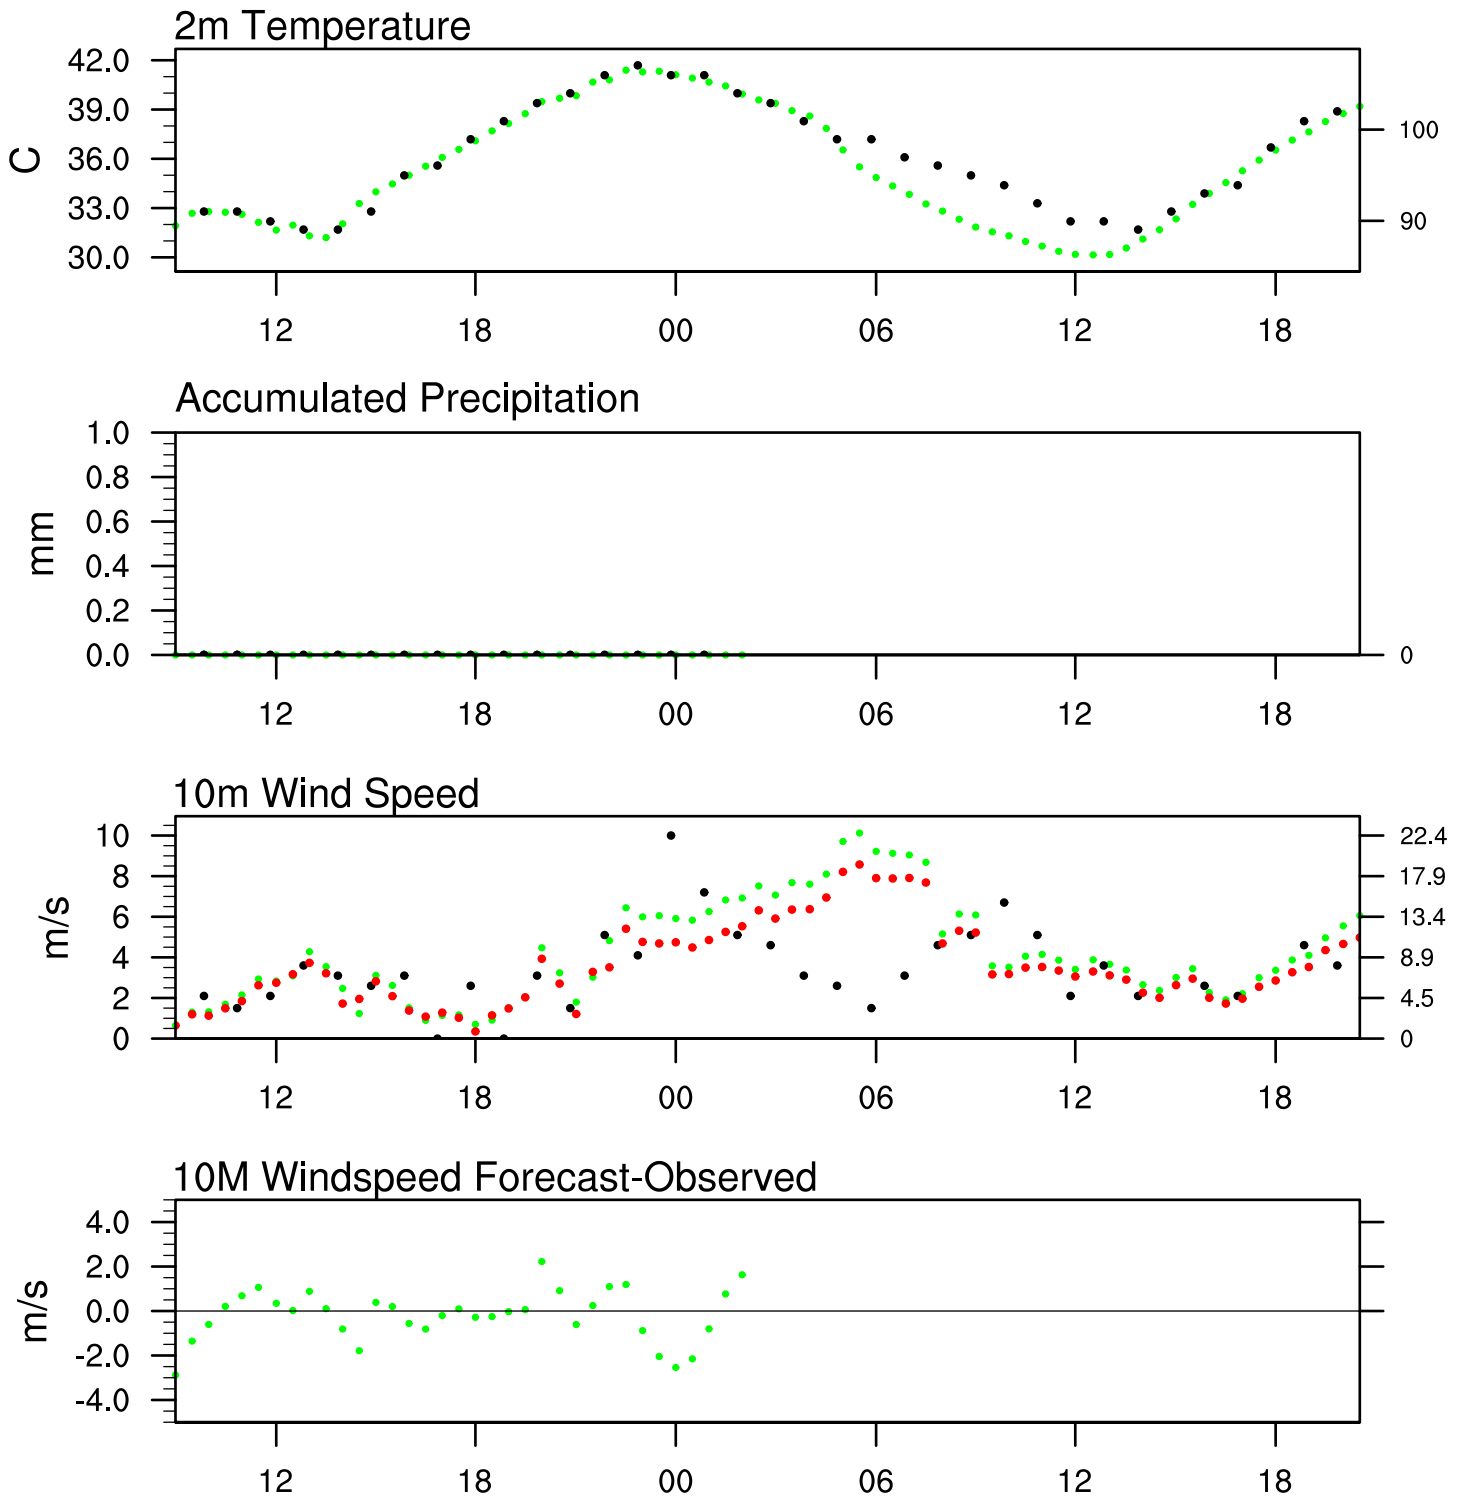 2m Temperature
42.0
39.0
36.0
33.0
30.0
C
100
90
12 18 00 06 12 18
Accumulated Precipitation
1.0
0.8
0.6
0.4
0.2
0.0
mm
0
12 18 00 06 12 18
10m Wind Speed
10
8
6
4
2
0
m/s
22.4
17.9
13.4
8.9
4.5
0
12 18 00 06 12 18
10M Windspeed Forecast-Observed
4.0
2.0
0.0
-2.0
-4.0
m/s
12 18 00 06 12 18